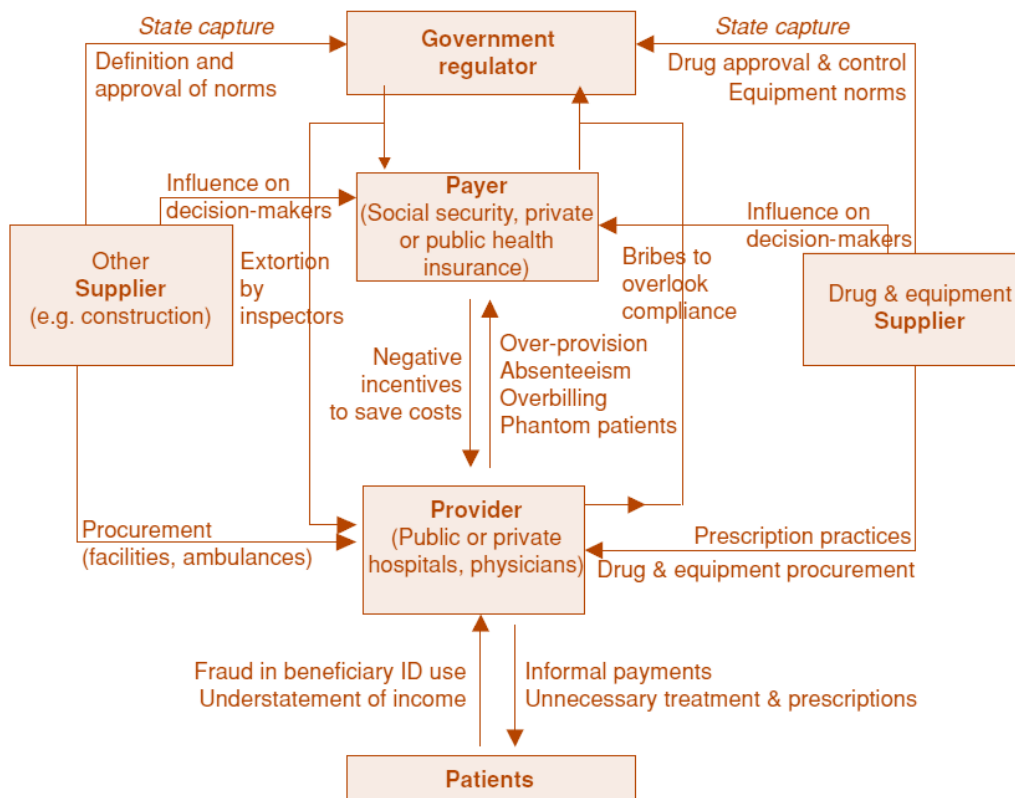 State capture
Government
regulator
State capture
Definition and
approval of norms
Drug approval & control
Equipment norms
Influence on
decision-makers
Payer
(Social security, private
or public health
insurance)
Influence on
decision-makers
Other
Supplier
(e.g. construction)
Extortion
by
inspectors
Bribes to
overlook
compliance
Drug & equipment
Supplier
Negative
incentives
to save costs
Over-provision
Absenteeism
Overbilling
Phantom patients
Provider
(Public or private
hospitals, physicians)
Procurement
(facilities, ambulances)
Prescription practices
Drug & equipment procurement
Fraud in beneficiary ID use
Understatement of income
Informal payments
Unnecessary treatment & prescriptions
Patients